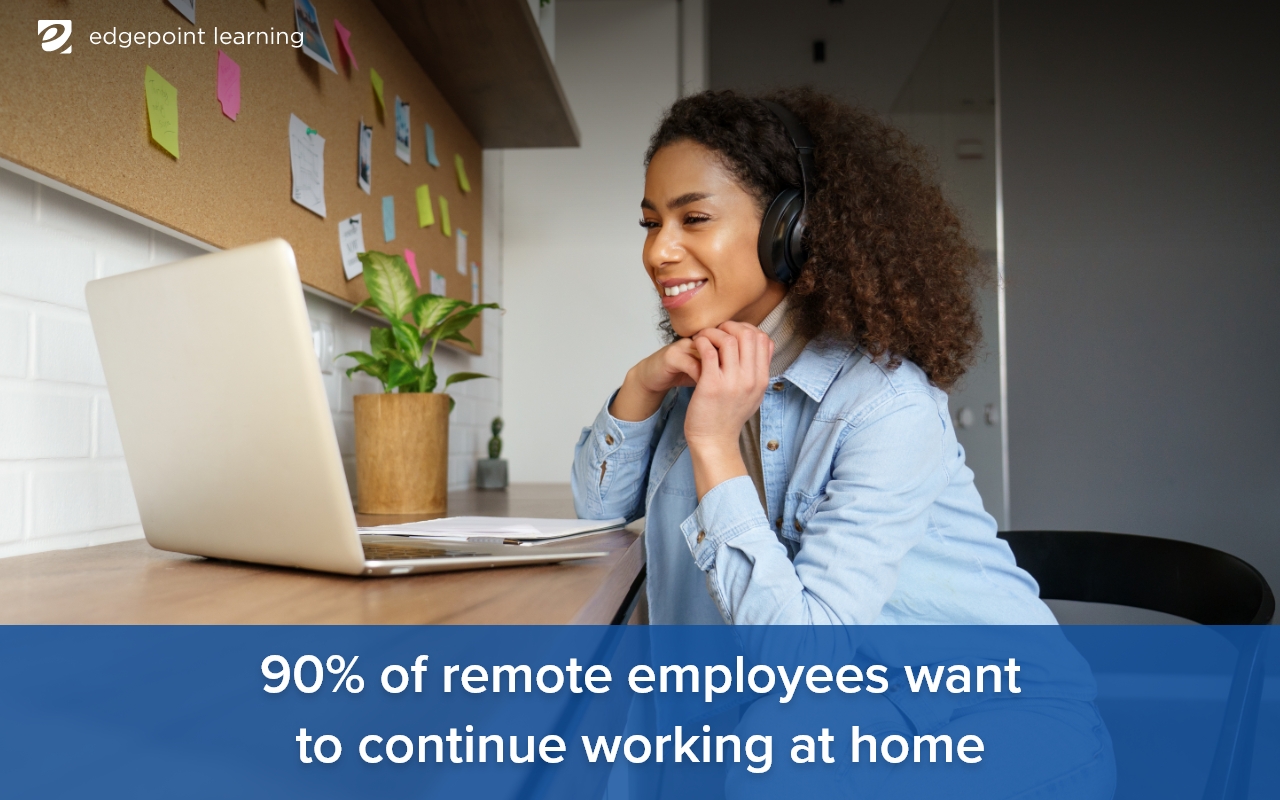 edgepoint learning
90% of remote employees want
to continue working at home